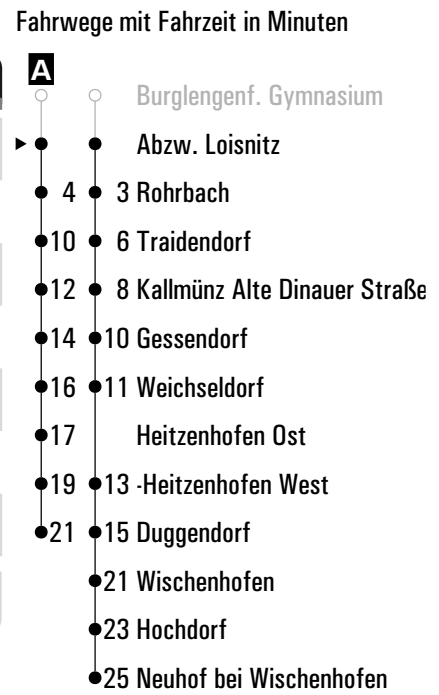 Fahrwege mit Fahrzeit in Minuten
A
Burglengenf. Gymnasium
Abzw. Loisnitz
4 3 Rohrbach
10 6 Traidendorf
12 8 Kallmünz Alte Dinauer Straße
14 10 Gessendorf
16 11 Weichseldorf
17 Heitzenhofen Ost
19 13 -Heitzenhofen West
21 15 Duggendorf
21 Wischenhofen
23 Hochdorf
25 Neuhof bei Wischenhofen